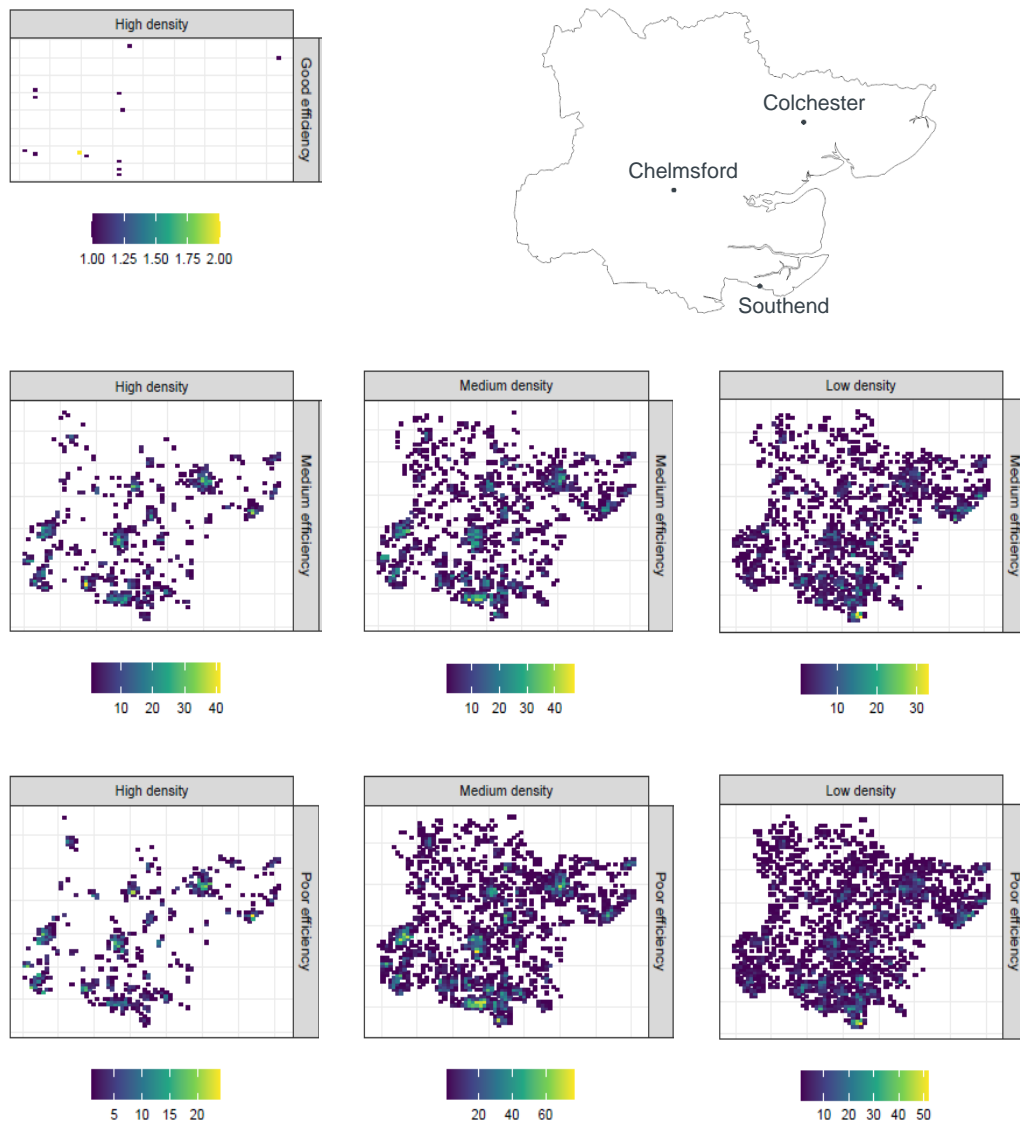 High density
Good efficiency
1.00 1.25 1.50 1.75 2.00
Colchester
Chelmsford
Southend
High density
Medium efficiency
10 20 30 40
Medium density
Medium efficiency
10 20 30 40
Low density
Medium efficiency
10 20 30
High density
Poor efficiency
5 10 15 20
Medium density
Poor efficiency
20 40 60
Low density
Poor efficiency
10 20 30 40 50